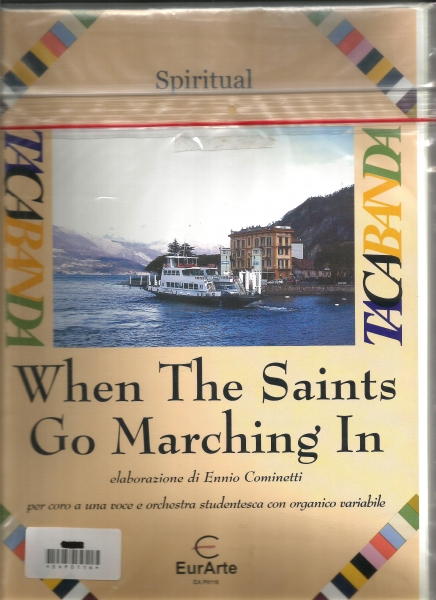 Spiritual
TACABANDA
TACABANDA
When The Saints
Go Marching In
elaborazione di Ennio Cominetti
per coro a una voce e orchestra studentesca con organico variabile
EurArte